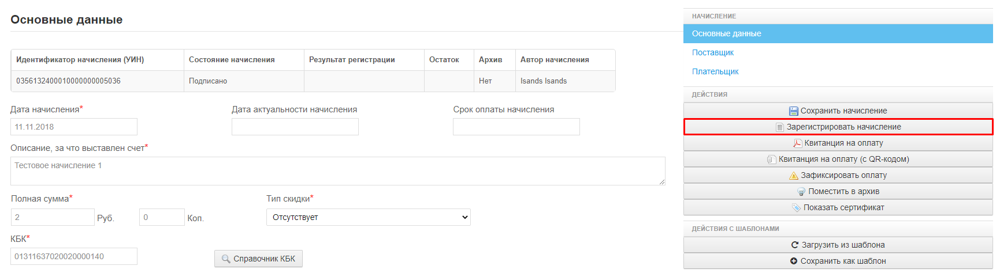 Основные данные
Идентификатор начисления (УИН) Состояние начисления Результат регистрации Остаток Архив Автор начисления
0356132400010000000005036 Подписано Нет Isands Isands
Дата начисления* Дата актуальности начисления Срок оплаты начисления
11.11.2018
Описание, за что выставлен счет*
Тестовое начисление 1
Полная сумма* Тип скидки*
2 Руб. 0 Коп. Отсутствует
КБК*
01311637020020000140 Справочник КБК
НАЧИСЛЕНИЕ
Основные данные
Поставщик
Плательщик
ДЕЙСТВИЯ
Сохранить начисление
Зарегистрировать начисление
Квитанция на оплату
Квитанция на оплату (с QR-кодом)
Зафиксировать оплату
Поместить в архив
Показать сертификат
ДЕЙСТВИЯ С ШАБЛОНАМИ
Загрузить из шаблона
Сохранить как шаблон